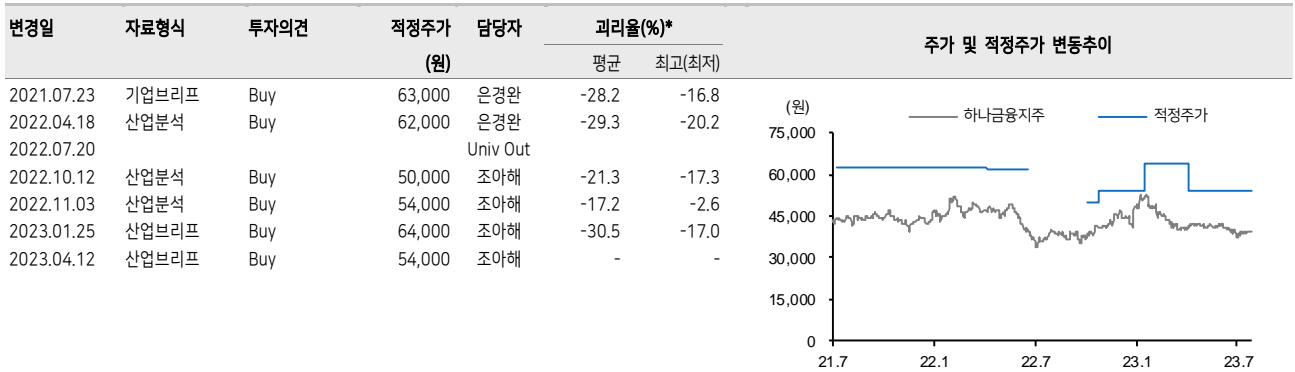 변경일 자료형식 투자의견 적정주가 담당자 괴리율(%)* 주가 및 적정주가 변동추이
(원) 평균 최고(최저)
2021.07.23 기업브리프 Buy 63,000 은경완 -28.2 -16.8
2022.04.18 산업분석 Buy 62,000 은경완 -29.3 -20.2
2022.07.20 Univ Out
2022.10.12 산업분석 Buy 50,000 조아해 -21.3 -17.3
2022.11.03 산업분석 Buy 54,000 조아해 -17.2 -2.6
2023.01.25 산업브리프 Buy 64,000 조아해 -30.5 -17.0
2023.04.12 산업브리프 Buy 54,000 조아해 - -
(원) 하나금융지주 적정주가
75,000
60,000
45,000
30,000
15,000
0
21.7 22.1 22.7 23.1 23.7